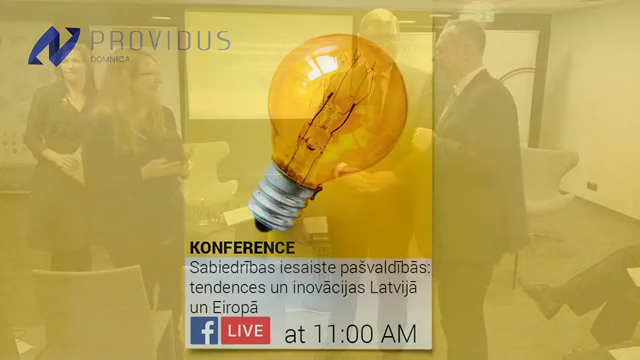 PROVIDUS
DOMNICA
KONFERENCE
Sabiedrības iesaiste pašvaldībās:
tendences un inovācijas Latvijā
un Eiropā
f LIVE at 11:00 AM